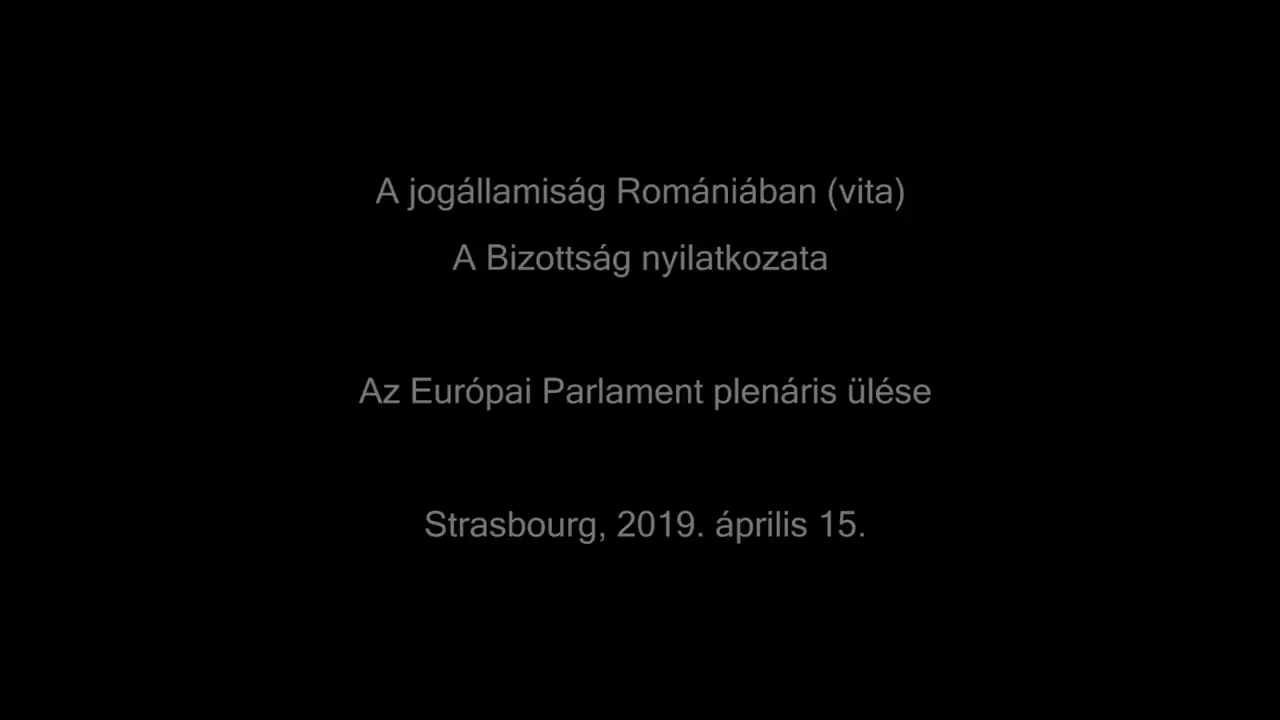 A jogállamiság Romániában (vita)
A Bizottság nyilatkozata
Az Európai Parlament plenáris ülése
Strasbourg, 2019. április 15.